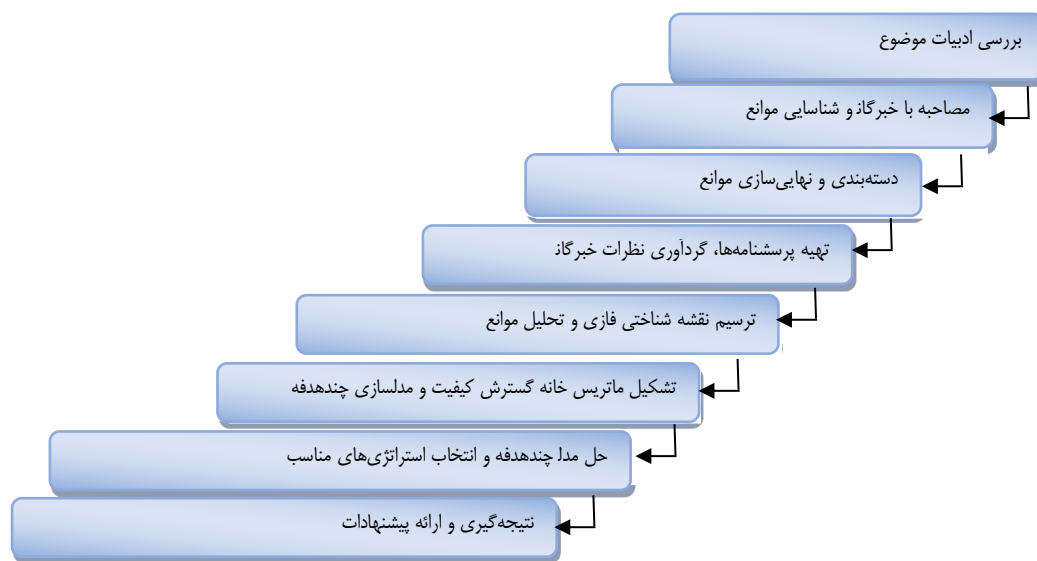 بررسی ادبیات موضوع
مصاحبه با خبرگان و شناسایی موانع
دسته‌بندی و نهایی‌سازی موانع
تهیه پرسشنامه‌ها، گردآوری نظرات خبرگان
ترسیم نقشه شناختی فازی و تحلیل موانع
تشکیل ماتریس خانه گسترش کیفیت و مدلسازی چندهدفه
حل مدل چندهدفه و انتخاب استراتژی‌های مناسب
نتیجه‌گیری و ارائه پیشنهادات